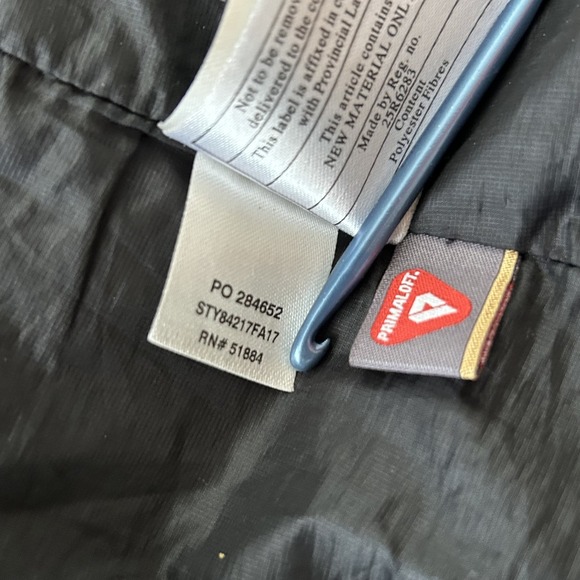 Not to be remov
delivered to the co
This label is affixed in c
with Provincial La
This article contains
NEW MATERIAL ONL
Made by Reg. no.
25R6283
Content
Polyester Fibres
PO 284652
STY84217FA17
RN# 51884
PRIMALOFT